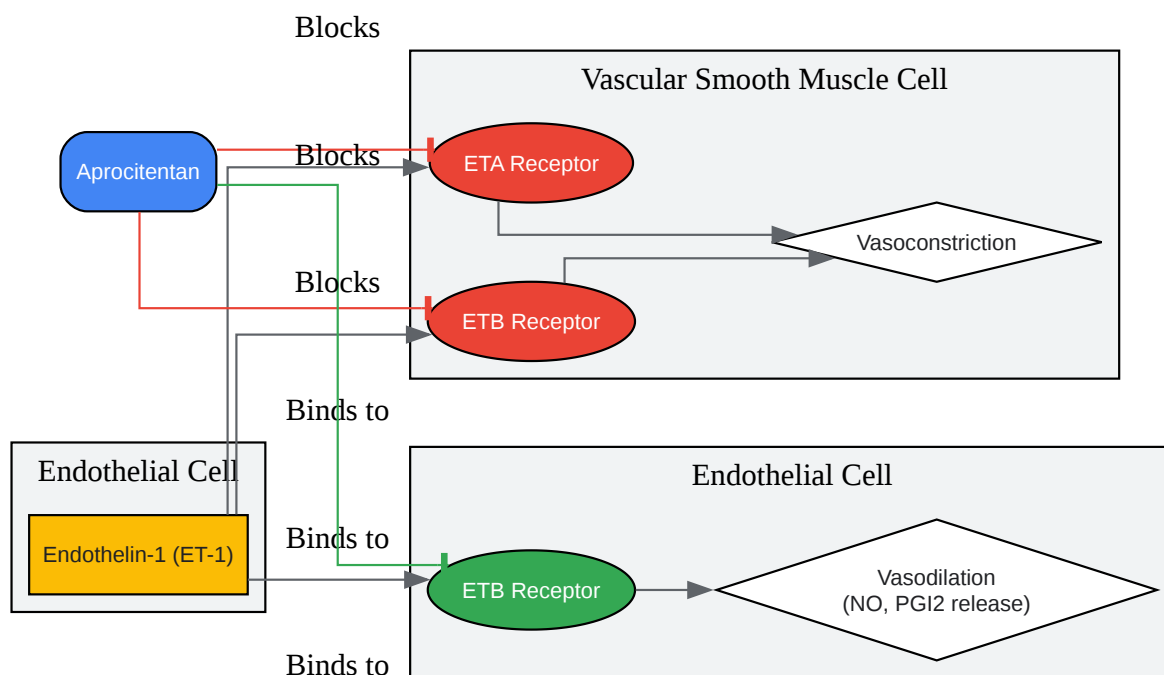 Blocks
Vascular Smooth Muscle Cell
Aprocitentan
Blocks
ETA Receptor
Vasoconstriction
Blocks
ETB Receptor
Binds to
Endothelial Cell
Endothelial Cell
Endothelin-1 (ET-1)
Binds to
ETB Receptor
Vasodilation
(NO, PGI2 release)
Binds to